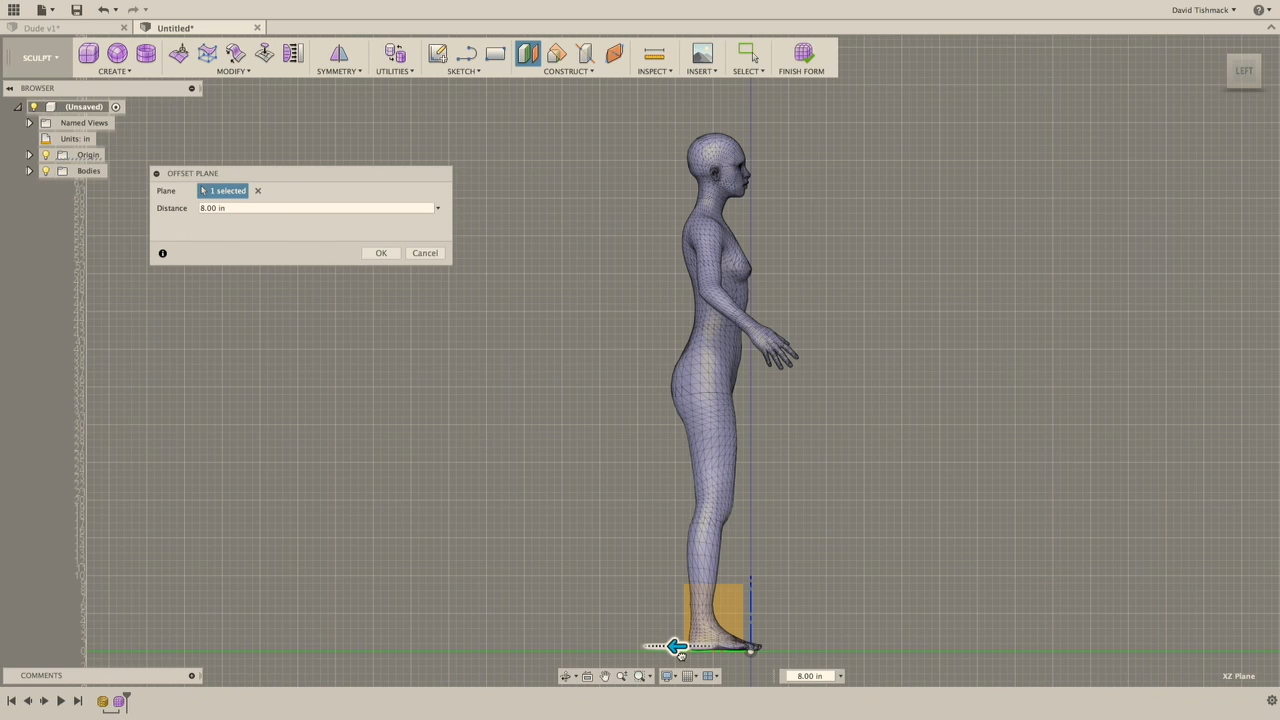 David Tishmack
Dude v1*
Untitled*
SCULPT
CREATE
MODIFY
SYMMETRY
UTILITIES
SKETCH
CONSTRUCT
INSPECT
INSERT
SELECT
FINISH FORM
BROWSER
LEFT
(Unsaved)
Named Views
Units: in
Origin
Bodies
OFFSET PLANE
Plane
1 selected
Distance
8.00 in
OK
Cancel
COMMENTS
8.00 in
XZ Plane